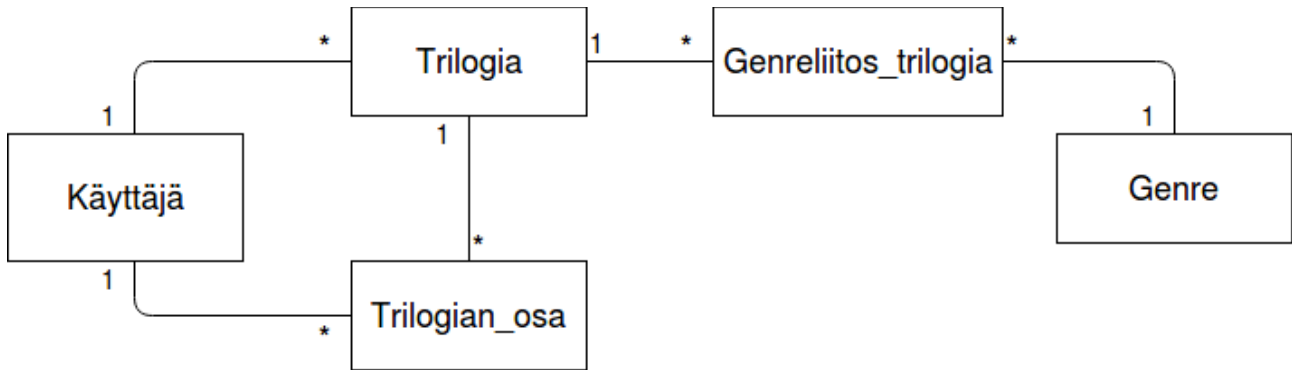 * Trilogia 1 * Genreliitos_trilogia *
1 1 1
Käyttäjä Genre
1 *
* Trilogian_osa